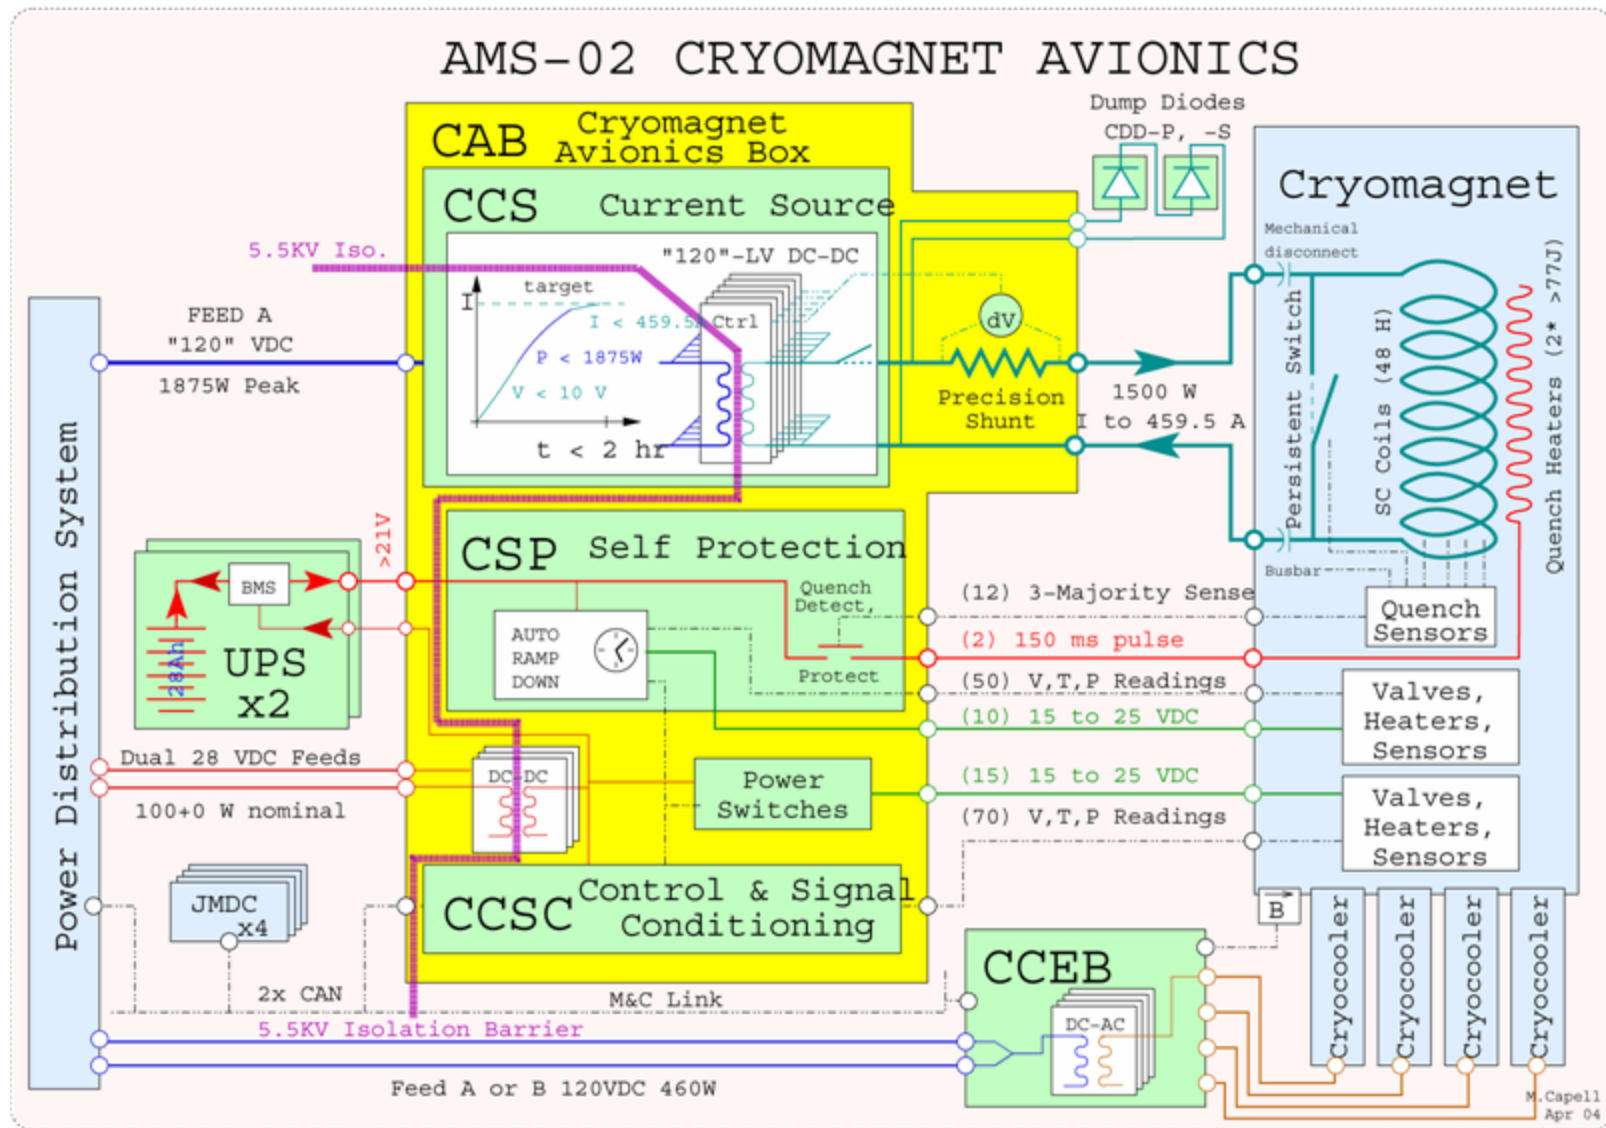 AMS-02 CRYOMAGNET AVIONICS
Dump Diodes
CDD-P, -S
CAB
Cryomagnet
Avionics Box
CCS
Current Source
Cryomagnet
Mechanical
disconnect
5.5KV Iso.
"120"-LV DC-DC
target
I
I < 459.5A
Ctrl
dV
P < 1875W
V < 10 V
t < 2 hr
Precision
Shunt
FEED A
"120" VDC
1875W Peak
1500 W
I to 459.5 A
Persistent Switch
SC Coils (48 H)
Quench Heaters (2* >77J)
Power Distribution System
>21V
CSP
Self Protection
Quench
Detect,
Protect
BMS
28Ah
UPS
x2
AUTO
RAMP
DOWN
Busbar
Quench
Sensors
(12) 3-Majority Sense
(2) 150 ms pulse
(50) V,T,P Readings
(10) 15 to 25 VDC
Valves,
Heaters,
Sensors
Dual 28 VDC Feeds
100+0 W nominal
DC-DC
Power
Switches
(15) 15 to 25 VDC
(70) V,T,P Readings
Valves,
Heaters,
Sensors
JMDC
x4
CCSC
Control & Signal
Conditioning
B
Cryocooler
Cryocooler
Cryocooler
Cryocooler
CCEB
DC-AC
2x CAN
M&C Link
5.5KV Isolation Barrier
Feed A or B 120VDC 460W
M.Capell
Apr 04